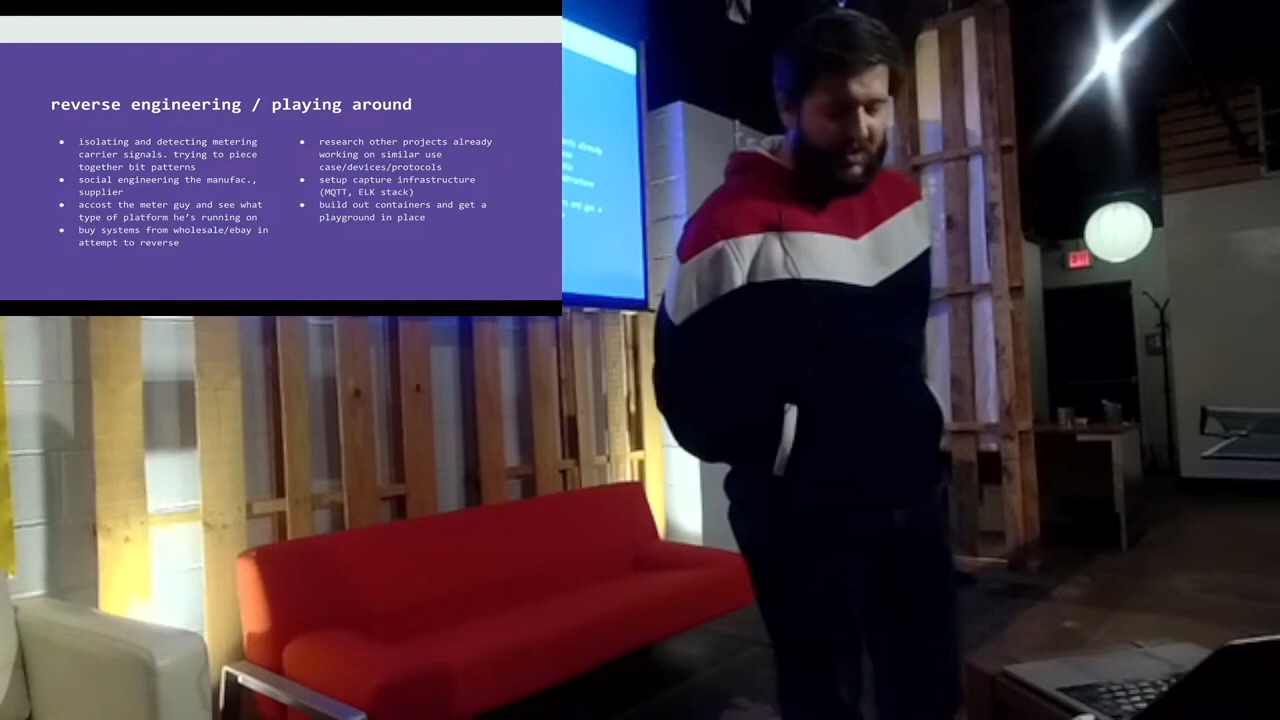 reverse engineering / playing around
● isolating and detecting metering
carrier signals. trying to piece
together bit patterns
● social engineering the manufac.,
supplier
● accost the meter guy and see what
type of platform he's running on
● buy systems from wholesale/ebay in
attempt to reverse
● research other projects already
working on similar use
case/devices/protocols
● setup capture infrastructure
(MQTT, ELK stack)
● build out containers and get a
playground in place